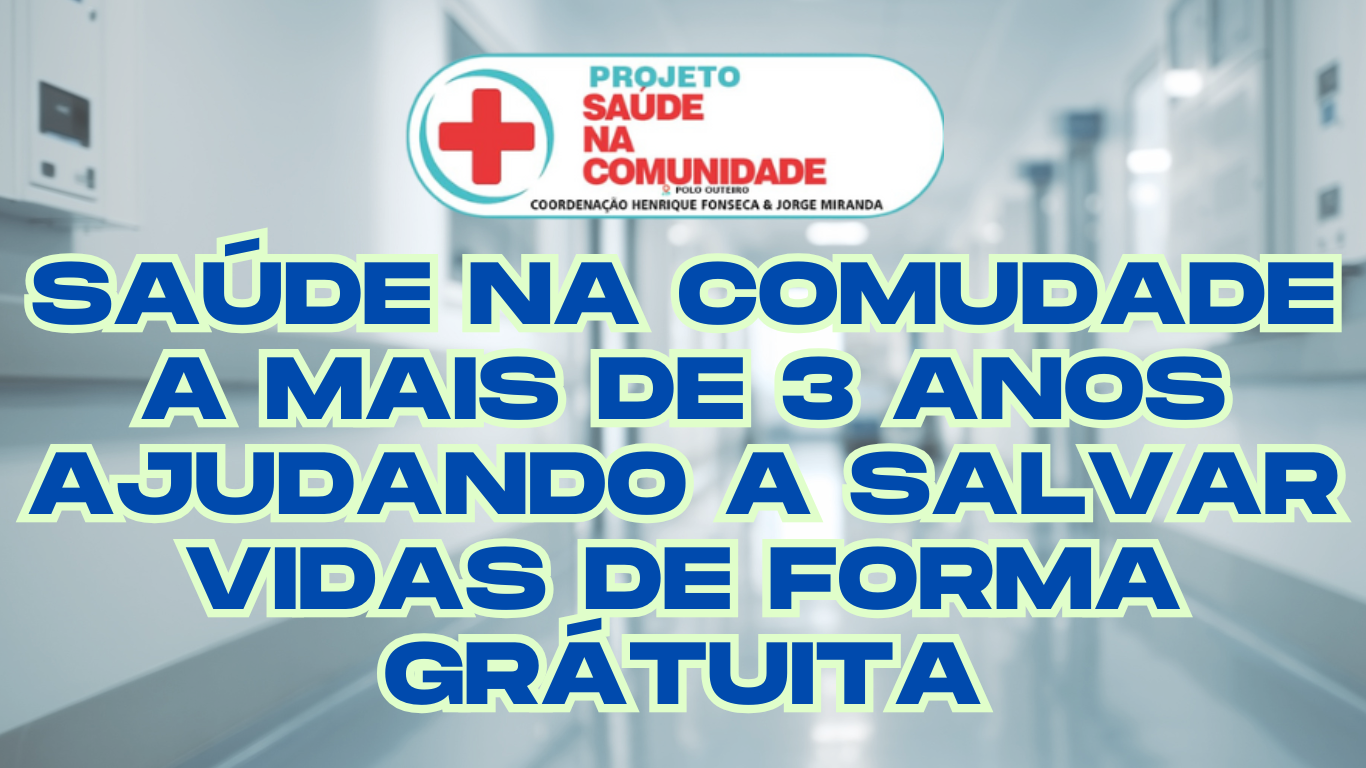 PROJETO
SAÚDE
NA
COMUNIDADE
POLO OUTEIRO
COORDENAÇÃO HENRIQUE FONSECA & JORGE MIRANDA
SAÚDE NA COMUDADE
A MAIS DE 3 ANOS
AJUDANDO A SALVAR
VIDAS DE FORMA
GRÁTUITA